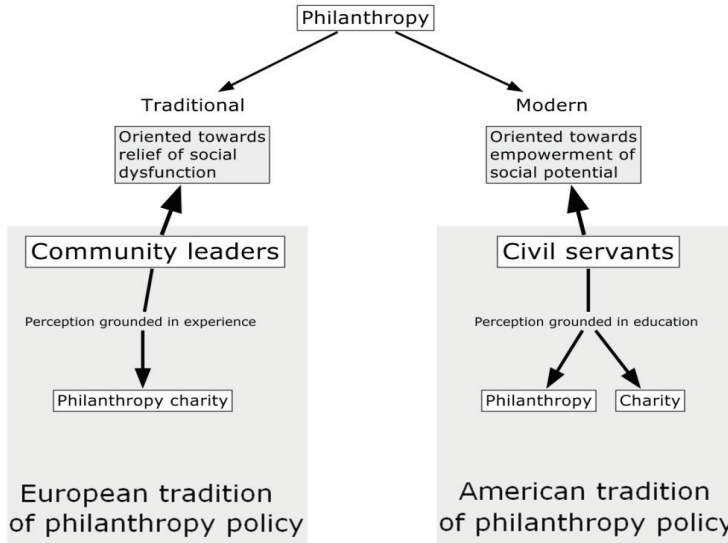 Philanthropy
Traditional
Modern
Oriented towards
relief of social
dysfunction
Oriented towards
empowerment of
social potential
Community leaders
Civil servants
Perception grounded in experience
Perception grounded in education
Philanthropy charity
Philanthropy
Charity
European tradition
of philanthropy policy
American tradition
of philanthropy policy